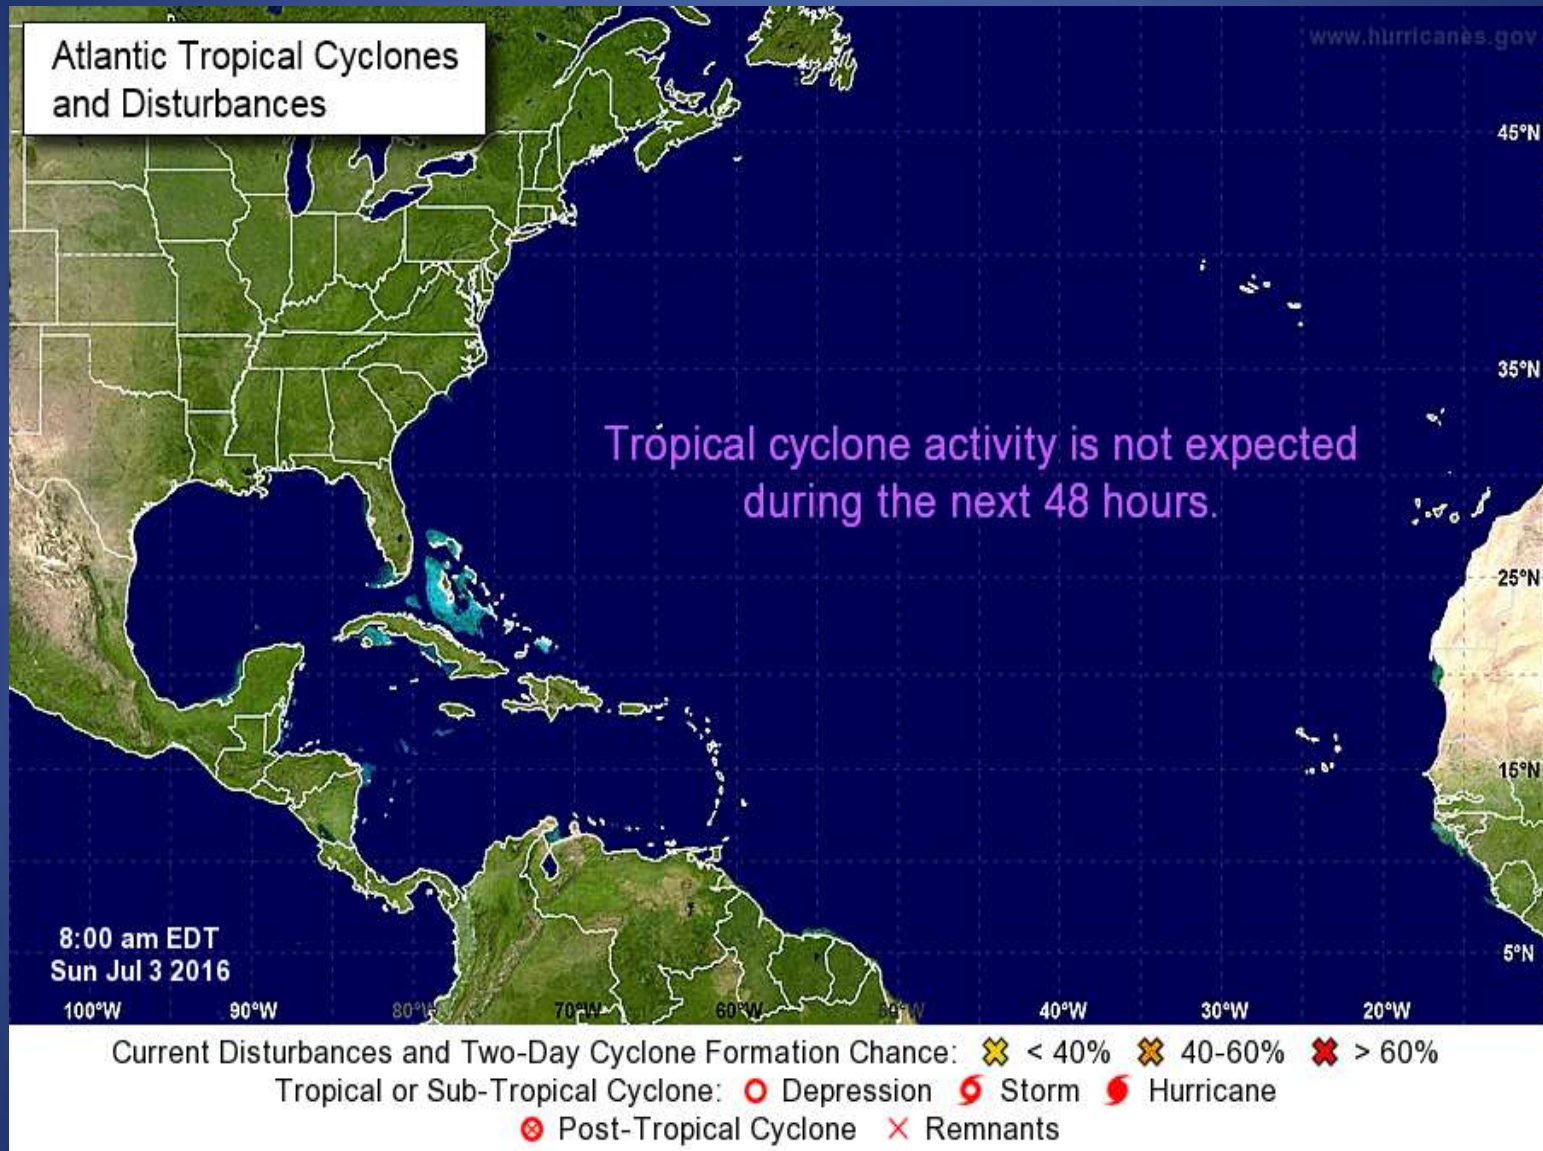 Atlantic Tropical Cyclones
and Disturbances
www.hurricanes.gov
45°N
35°N
Tropical cyclone activity is not expected
during the next 48 hours.
25°N
15°N
8:00 am EDT
Sun Jul 3 2016
5°N
100°W 90°W 80°W 70°W 60°W 50°W 40°W 30°W 20°W
Current Disturbances and Two-Day Cyclone Formation Chance: < 40% 40-60% > 60%
Tropical or Sub-Tropical Cyclone: Depression Storm Hurricane
Post-Tropical Cyclone Remnants